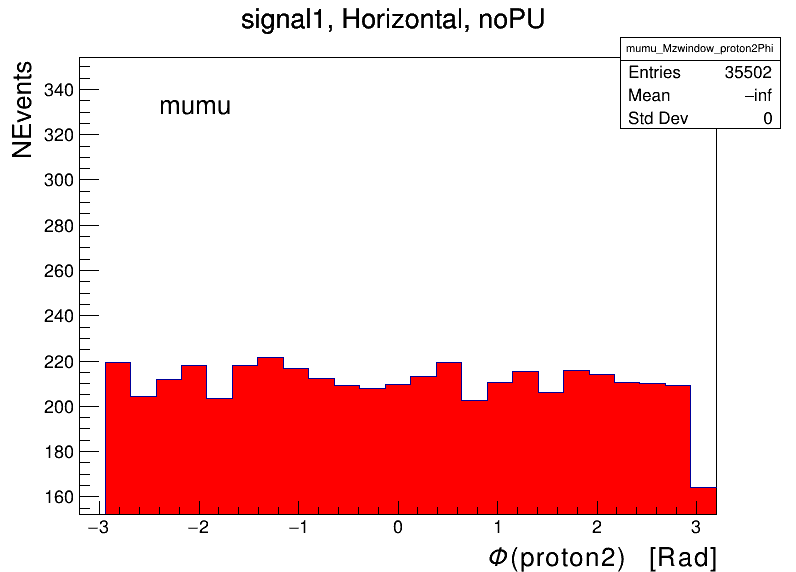 signal1, Horizontal, noPU
mumu_Mzwindow_proton2Phi
Entries 35502
Mean −inf
Std Dev 0
mumu
NEvents
340
320
300
280
260
240
220
200
180
160
−3 −2 −1 0 1 2 3
Φ(proton2) [Rad]